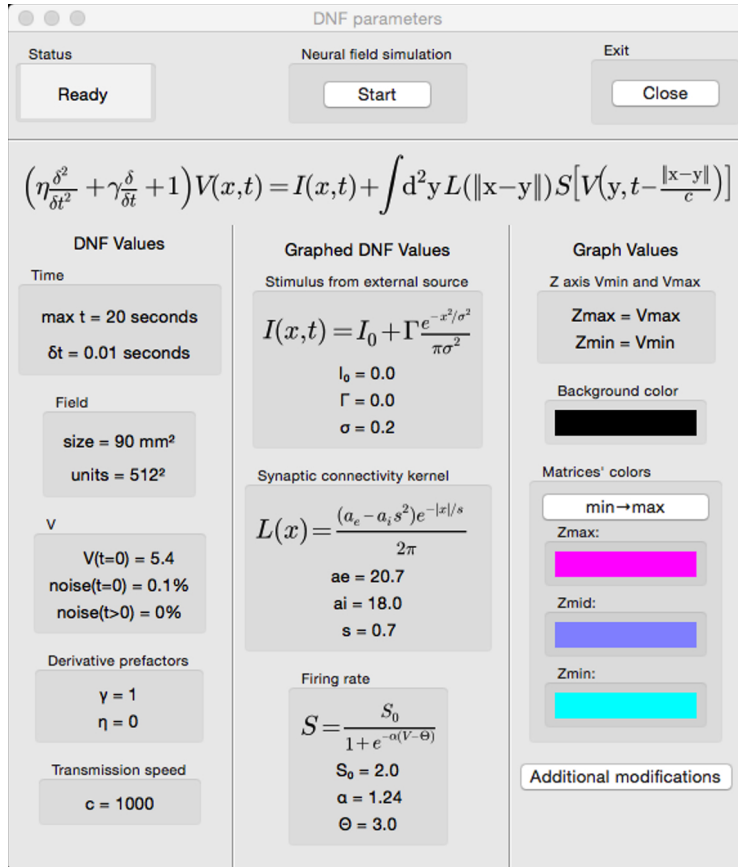 DNF parameters
Status
Neural field simulation
Exit
Ready
Start
Close
(η δ²/δt² + γ δ/δt + 1)V(x,t) = I(x,t) + ∫d²y L(‖x−y‖) S[V(y, t − ‖x−y‖/c)]
DNF Values
Time
max t = 20 seconds
δt = 0.01 seconds
Field
size = 90 mm²
units = 512²
V
V(t=0) = 5.4
noise(t=0) = 0.1%
noise(t>0) = 0%
Derivative prefactors
γ = 1
η = 0
Transmission speed
c = 1000
Graphed DNF Values
Stimulus from external source
I(x,t) = I₀ + Γ e^(−x²/σ²) / πσ²
I₀ = 0.0
Γ = 0.0
σ = 0.2
Synaptic connectivity kernel
L(x) = (aₑ − aᵢs²)e^(−|x|/s) / 2π
ae = 20.7
ai = 18.0
s = 0.7
Firing rate
S = S₀ / 1 + e^(−α(V−Θ))
S₀ = 2.0
α = 1.24
Θ = 3.0
Graph Values
Z axis Vmin and Vmax
Zmax = Vmax
Zmin = Vmin
Background color
Matrices' colors
min→max
Zmax:
Zmid:
Zmin:
Additional modifications